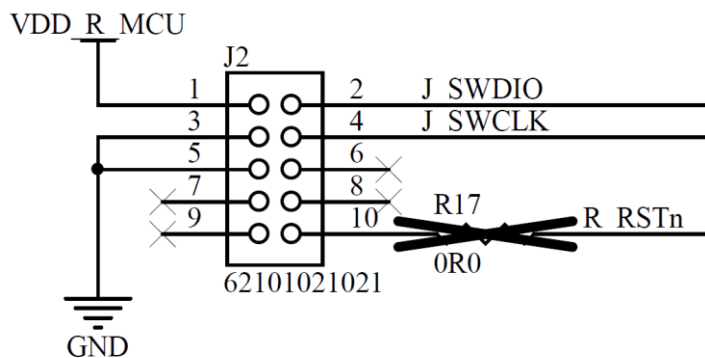 VDD_R_MCU
J2
1 2 J_SWDIO
3 4 J_SWCLK
5 6
7 8 R17
9 10 R_RSTn
0R0
62101021021
GND